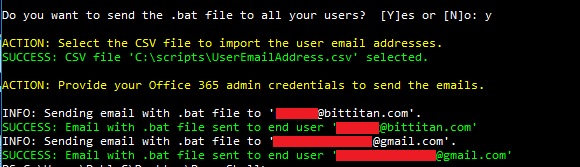 Do you want to send the .bat file to all your users?  [Y]es or [N]o: y
ACTION: Select the CSV file to import the user email addresses.
SUCCESS: CSV file 'C:\scripts\UserEmailAddress.csv' selected.
ACTION: Provide your Office 365 admin credentials to send the emails.
INFO: Sending email with .bat file to '@bittitan.com'.
SUCCESS: Email with .bat file sent to end user '@bittitan.com'
INFO: Sending email with .bat file to '@gmail.com'.
SUCCESS: Email with .bat file sent to end user '@gmail.com'